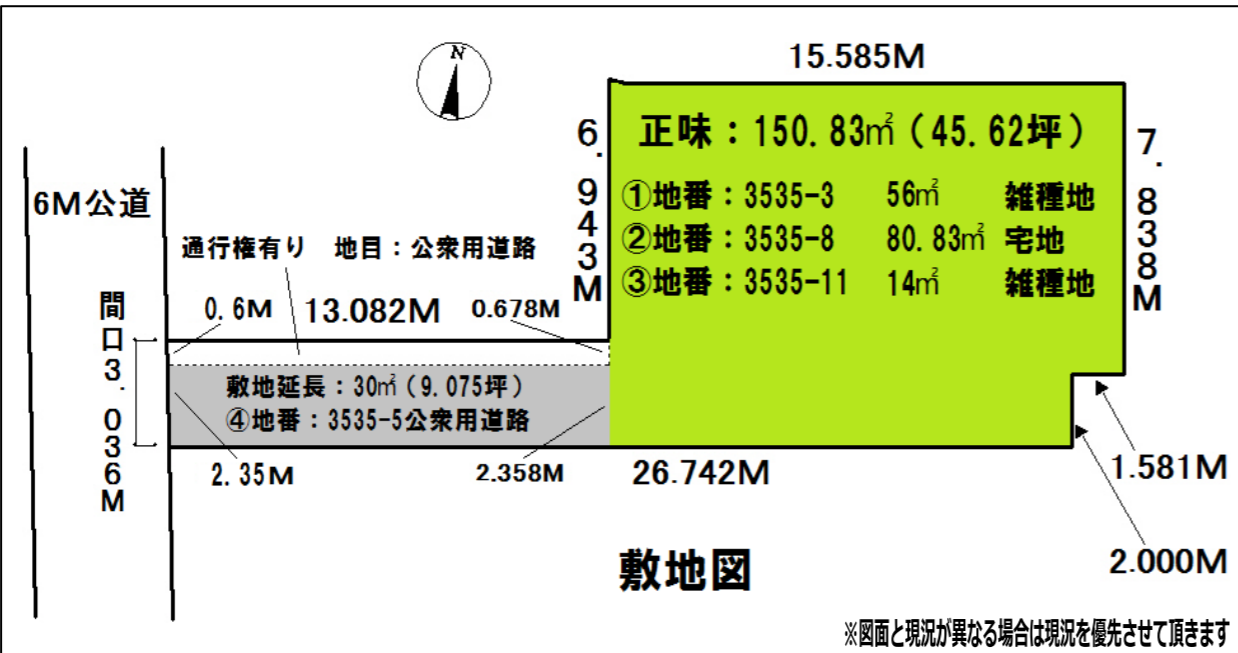 N
15.585M
6.943M
正味：150.83㎡（45.62坪）
①地番：3535-3 56㎡ 雑種地
②地番：3535-8 80.83㎡ 宅地
③地番：3535-11 14㎡ 雑種地
7.838M
6M公道
通行権有り 地目：公衆用道路
間口3.036M
0.6M 13.082M 0.678M
敷地延長：30㎡（9.075坪）
④地番：3535-5公衆用道路
2.35M 2.358M 26.742M
1.581M
2.000M
敷地図
※図面と現況が異なる場合は現況を優先させて頂きます